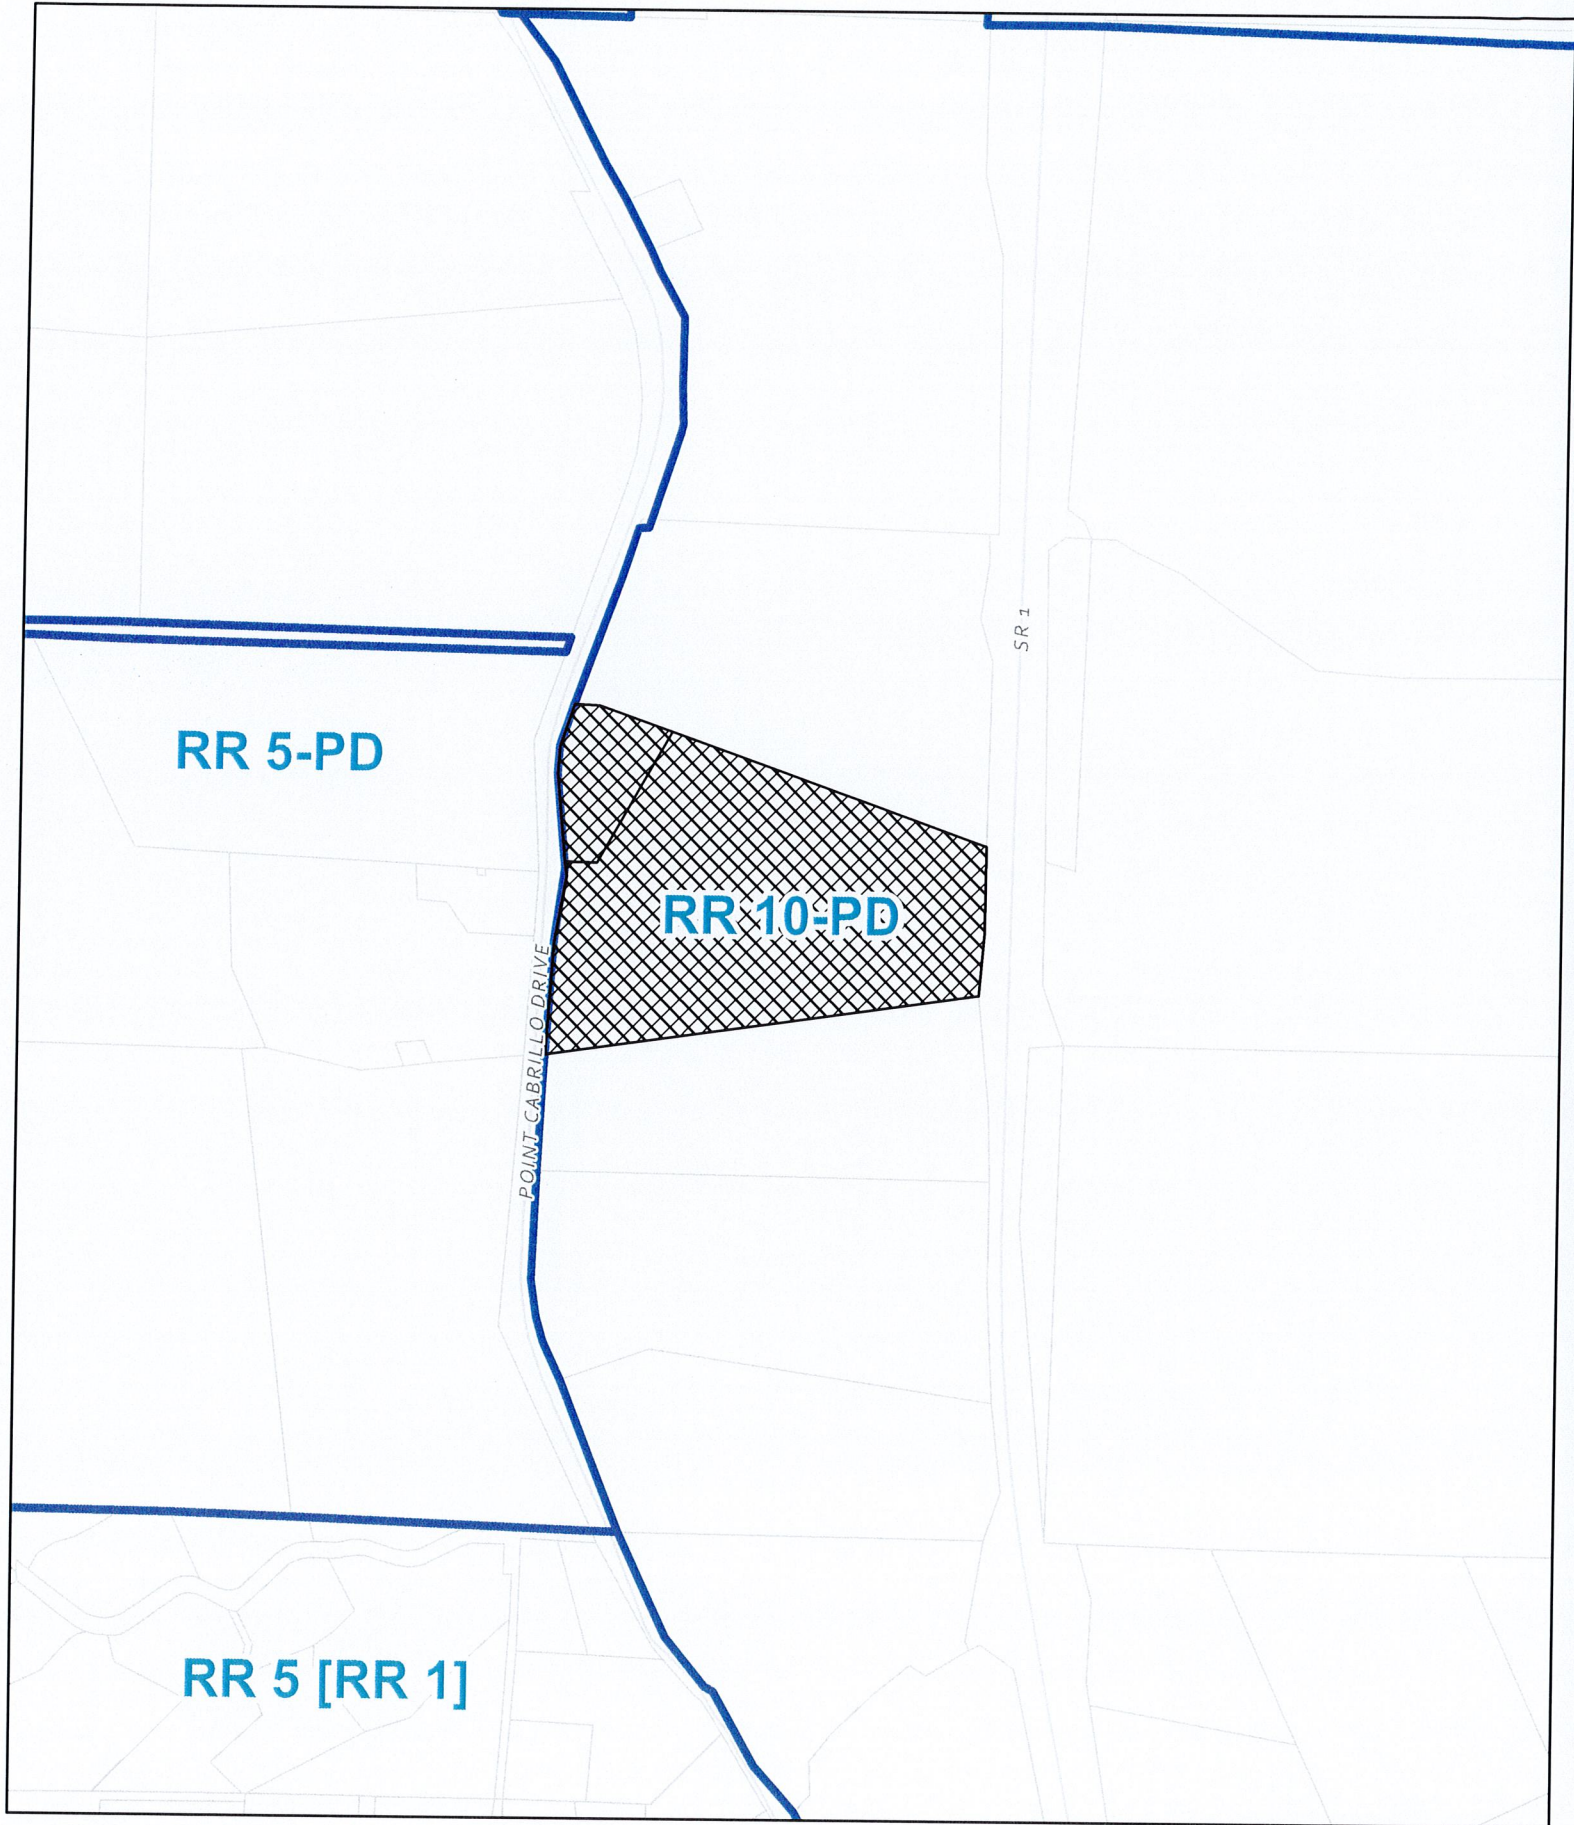 SR 1
RR 5-PD
RR 10-PD
POINT CABRILLO DRIVE
RR 5 [RR 1]